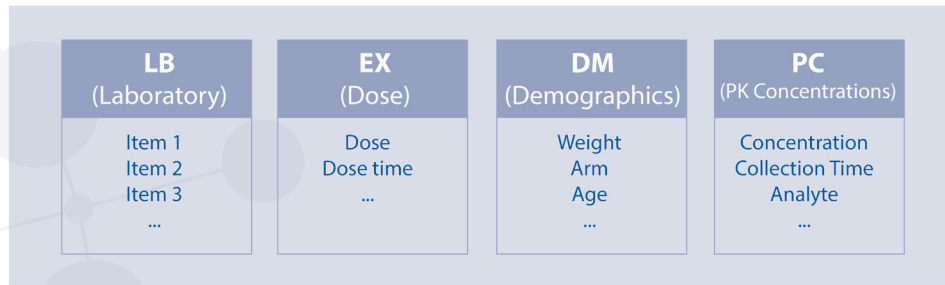 LB
(Laboratory)
Item 1
Item 2
Item 3
...
EX
(Dose)
Dose
Dose time
...
DM
(Demographics)
Weight
Arm
Age
...
PC
(PK Concentrations)
Concentration
Collection Time
Analyte
...